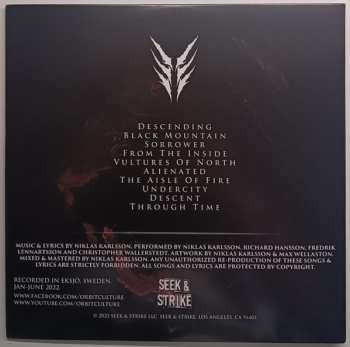 Descending
Black Mountain
Sorrower
From The Inside
Vultures Of North
Alienated
The Aisle Of Fire
Undercity
Descent
Through Time
Music & Lyrics by Niklas Karlsson, Performed by Niklas Karlsson, Richard Hansson, Fredrik
Lennartsson and Christopher Wallerstedt. Artwork by Niklas Karlsson & Max Wellaston.
Mixed & Mastered by Niklas Karlsson. Any unauthorized re-production of these songs &
lyrics are strictly forbidden. All songs and lyrics are protected by copyright.
Recorded in Eksjö, Sweden.
Jan-June 2022
www.facebook.com/orbitculture
www.youtube.com/orbitculture
SEEK &
STRIKE
Seek & Strike LLC. Seek & Strike, Los Angeles, CA